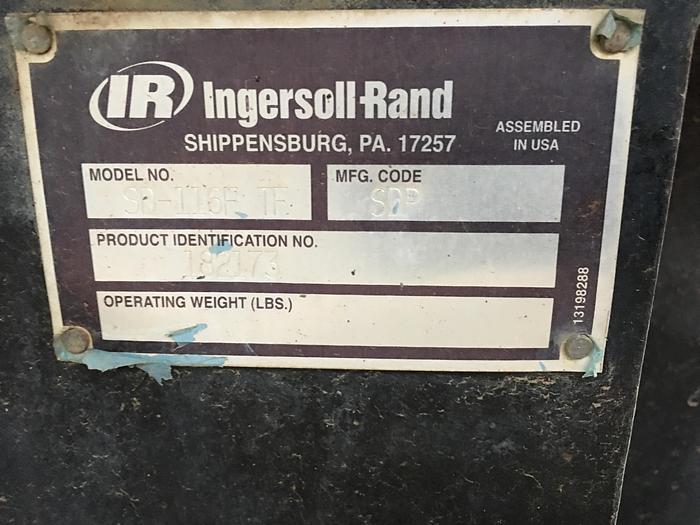 IR Ingersoll-Rand
SHIPPENSBURG, PA. 17257
ASSEMBLED
IN USA
MODEL NO.
MFG. CODE
PRODUCT IDENTIFICATION NO.
182173
OPERATING WEIGHT (LBS.)
13198288